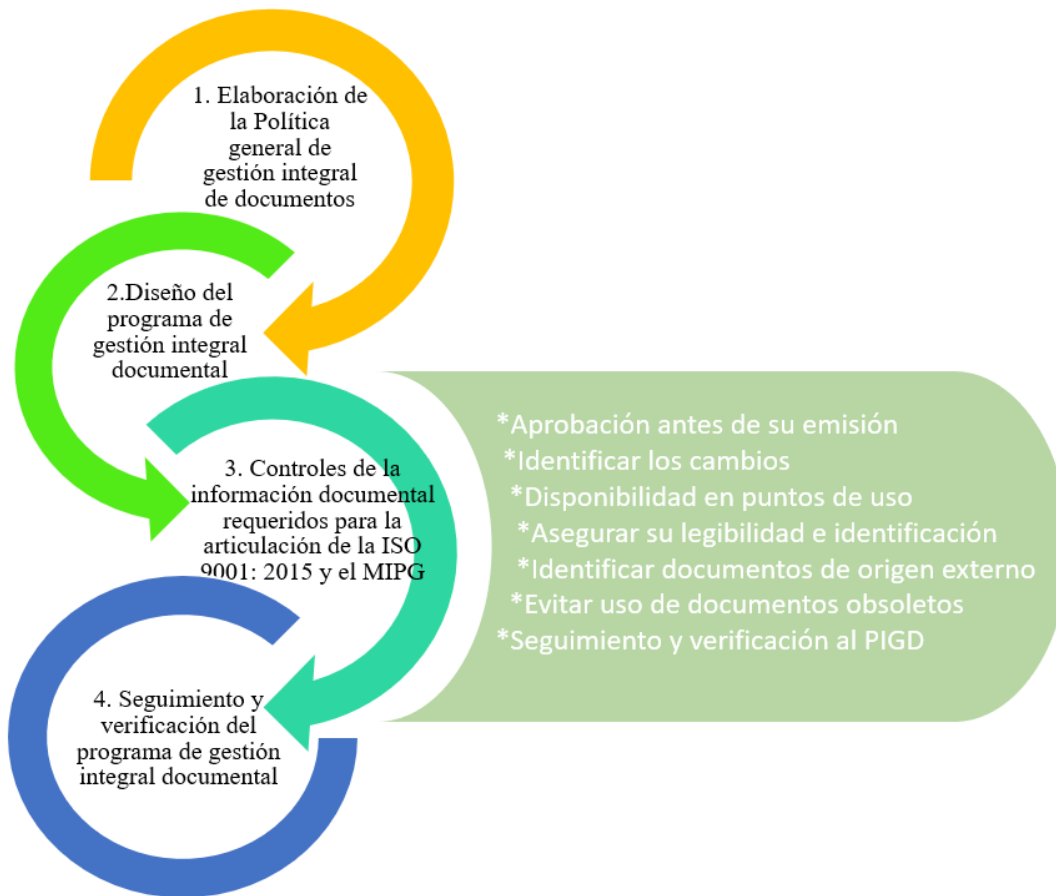 1. Elaboración de
la Política
general de
gestión integral
de documentos
2.Diseño del
programa de
gestión integral
documental
3. Controles de la
información documental
requeridos para la
articulación de la ISO
9001: 2015 y el MIPG
4. Seguimiento y
verificación del
programa de gestión
integral documental
*Aprobación antes de su emisión
*Identificar los cambios
*Disponibilidad en puntos de uso
*Asegurar su legibilidad e identificación
*Identificar documentos de origen externo
*Evitar uso de documentos obsoletos
*Seguimiento y verificación al PIGD